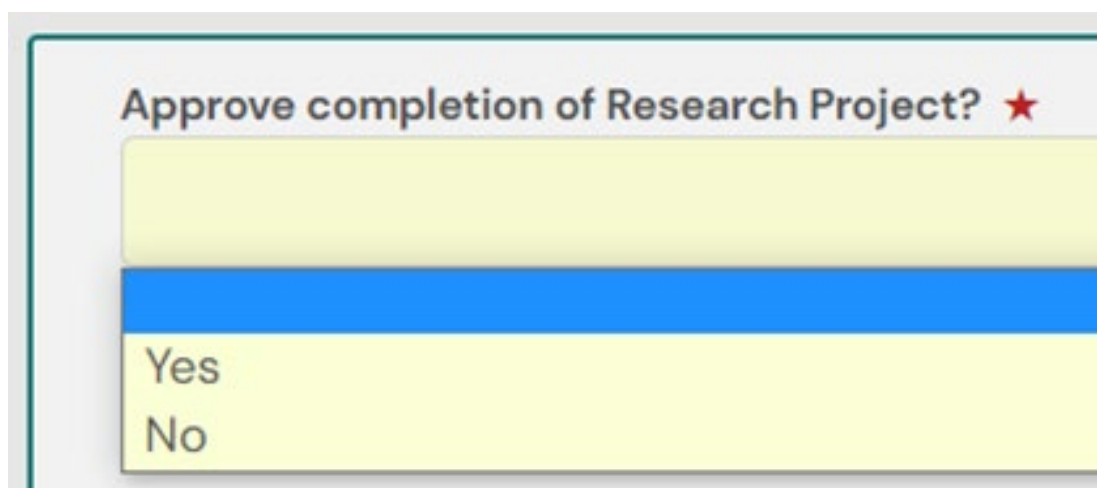 Approve completion of Research Project? ★
Yes
No